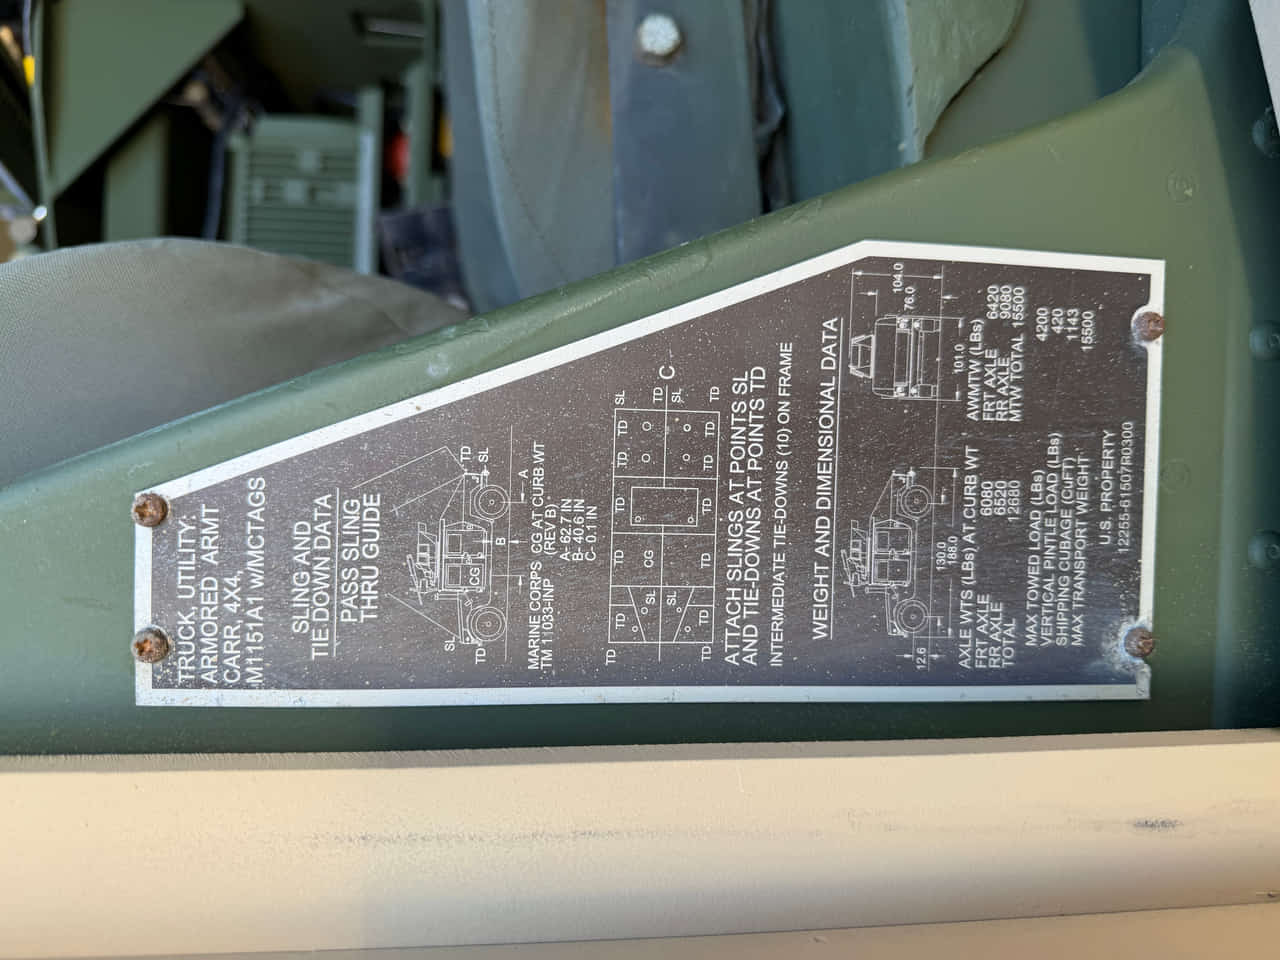 TRUCK, UTILITY:
ARMORED ARMT
CARR, 4X4,
M1151A1 W/MCTAGS
SLING AND
TIE DOWN DATA
PASS SLING
THRU GUIDE
TD
SL
SL
TD
CG
A
B
MARINE CORPS
TM 11033-INP
CG AT CURB WT
(REV B)
A- 62.7 IN
B- 40.6 IN
C- 0.1 IN
TD
SL
TD
TD
TD
TD
TD
C
SL
CG
SL
SL
TD
TD
TD
TD
TD
TD
TD
ATTACH SLINGS AT POINTS SL
AND TIE-DOWNS AT POINTS TD
INTERMEDIATE TIE-DOWNS (10) ON FRAME
WEIGHT AND DIMENSIONAL DATA
104.0
76.0
101.0
12.6
130.0
188.0
AXLE WTS (LBs) AT CURB WT
FRT AXLE 6080
RR AXLE 6520
TOTAL 12680
AWMTW (LBs)
FRT AXLE 6420
RR AXLE 9080
MTW TOTAL 15500
MAX TOWED LOAD (LBs) 4200
VERTICAL PINTLE LOAD (LBs) 420
SHIPPING CUBAGE (CuFT) 1143
MAX TRANSPORT WEIGHT 15500
U.S. PROPERTY
12255-61507R0300